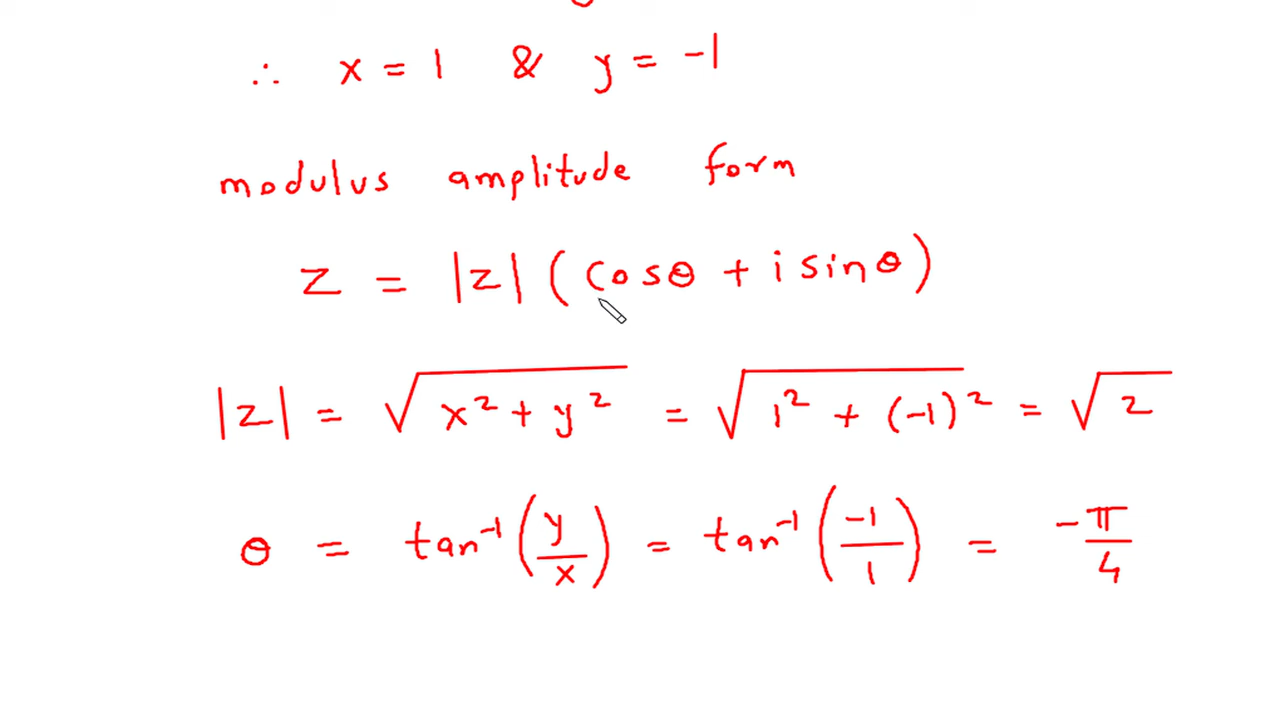 ∴ x = 1 & y = -1
modulus amplitude form
z = |z| (cosθ + i sinθ)
|z| = √(x² + y²) = √(1² + (-1)²) = √2
θ = tan⁻¹(y/x) = tan⁻¹(-1/1) = -π/4